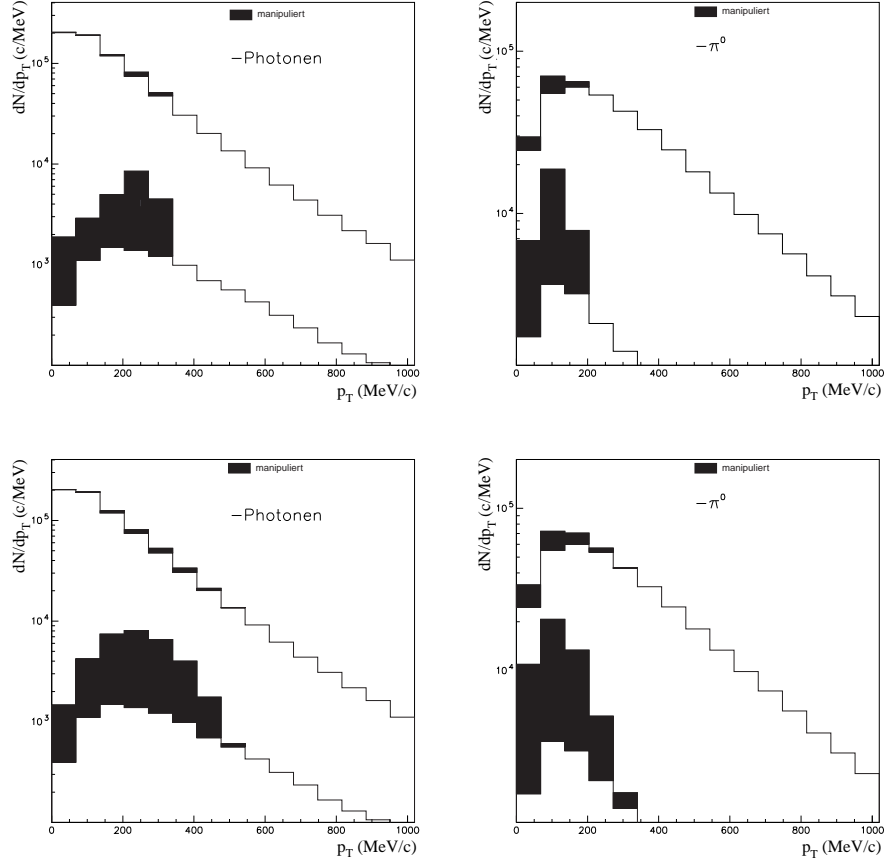 manipuliert
Photonen
dN/dp_T (c/MeV)
10^5
10^4
10^3
0 200 400 600 800 1000
p_T (MeV/c)
manipuliert
π^0
dN/dp_T (c/MeV)
10^5
10^4
0 200 400 600 800 1000
p_T (MeV/c)
manipuliert
Photonen
dN/dp_T (c/MeV)
10^5
10^4
10^3
0 200 400 600 800 1000
p_T (MeV/c)
manipuliert
π^0
dN/dp_T (c/MeV)
10^5
10^4
0 200 400 600 800 1000
p_T (MeV/c)